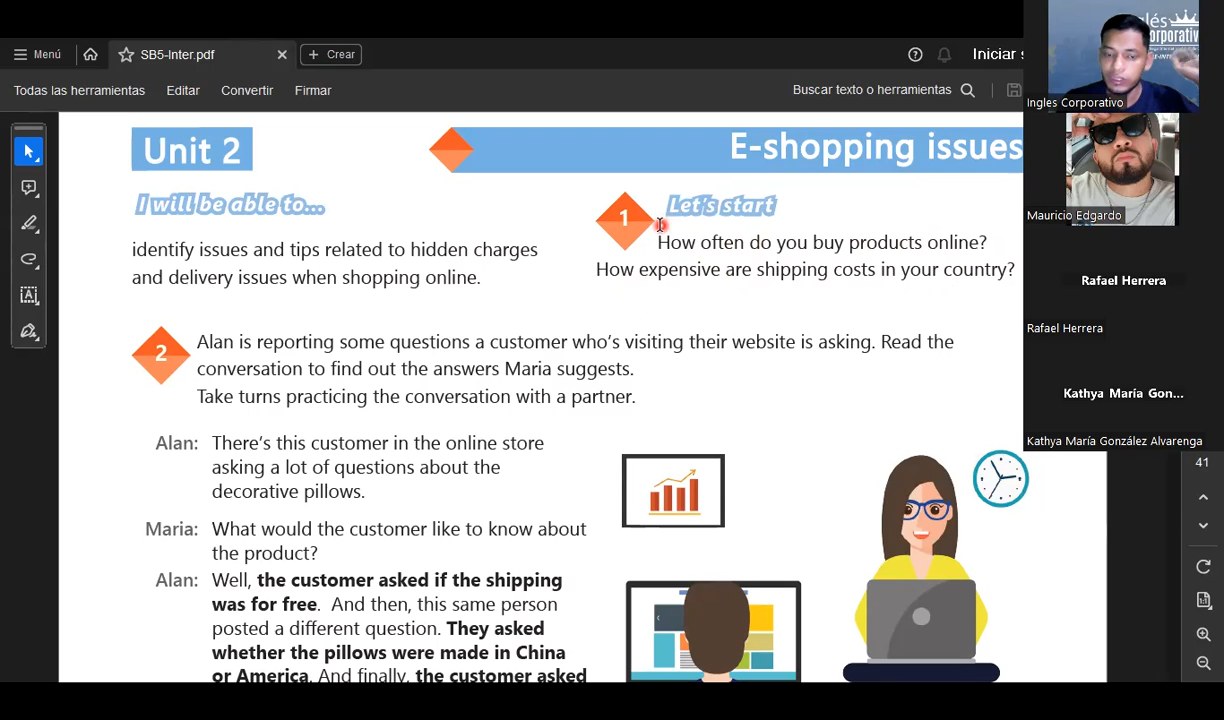 Menú
SB5-Inter.pdf
Crear
Iniciar s
Todas las herramientas
Editar
Convertir
Firmar
Buscar texto o herramientas
Unit 2
E-shopping issues
I will be able to...
identify issues and tips related to hidden charges
and delivery issues when shopping online.
1
Let's start
How often do you buy products online?
How expensive are shipping costs in your country?
2
Alan is reporting some questions a customer who's visiting their website is asking. Read the
conversation to find out the answers Maria suggests.
Take turns practicing the conversation with a partner.
Alan: There's this customer in the online store
asking a lot of questions about the
decorative pillows.
Maria: What would the customer like to know about
the product?
Alan: Well, the customer asked if the shipping
was for free. And then, this same person
posted a different question. They asked
whether the pillows were made in China
or America. And finally, the customer asked
Ingles Corporativo
Mauricio Edgardo
Rafael Herrera
Rafael Herrera
Kathya María Gon...
Kathya María González Alvarenga
41